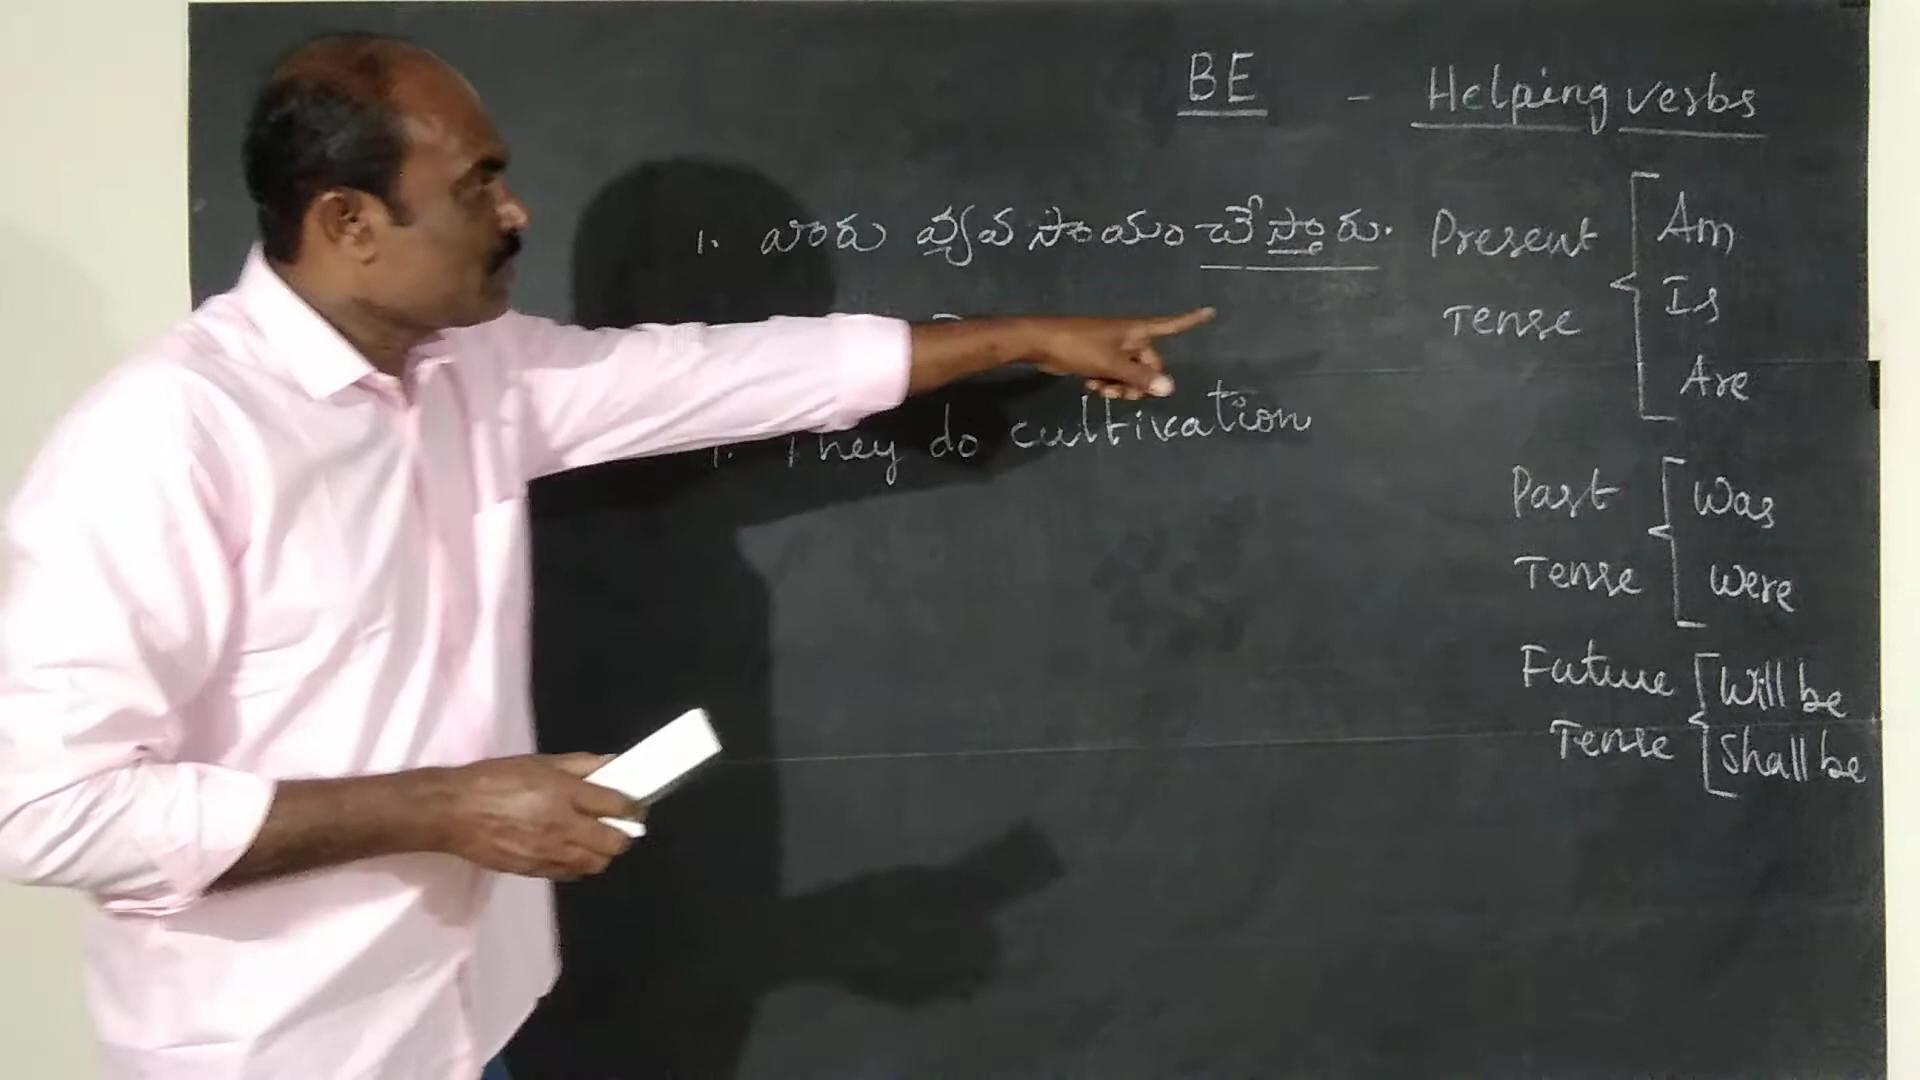 BE - Helping verbs
1. వారు వ్యవసాయం చేస్తారు.
Present Tense
Am
Is
Are
They do cultivation
Past Tense
Was
Were
Future Tense
Will be
Shall be